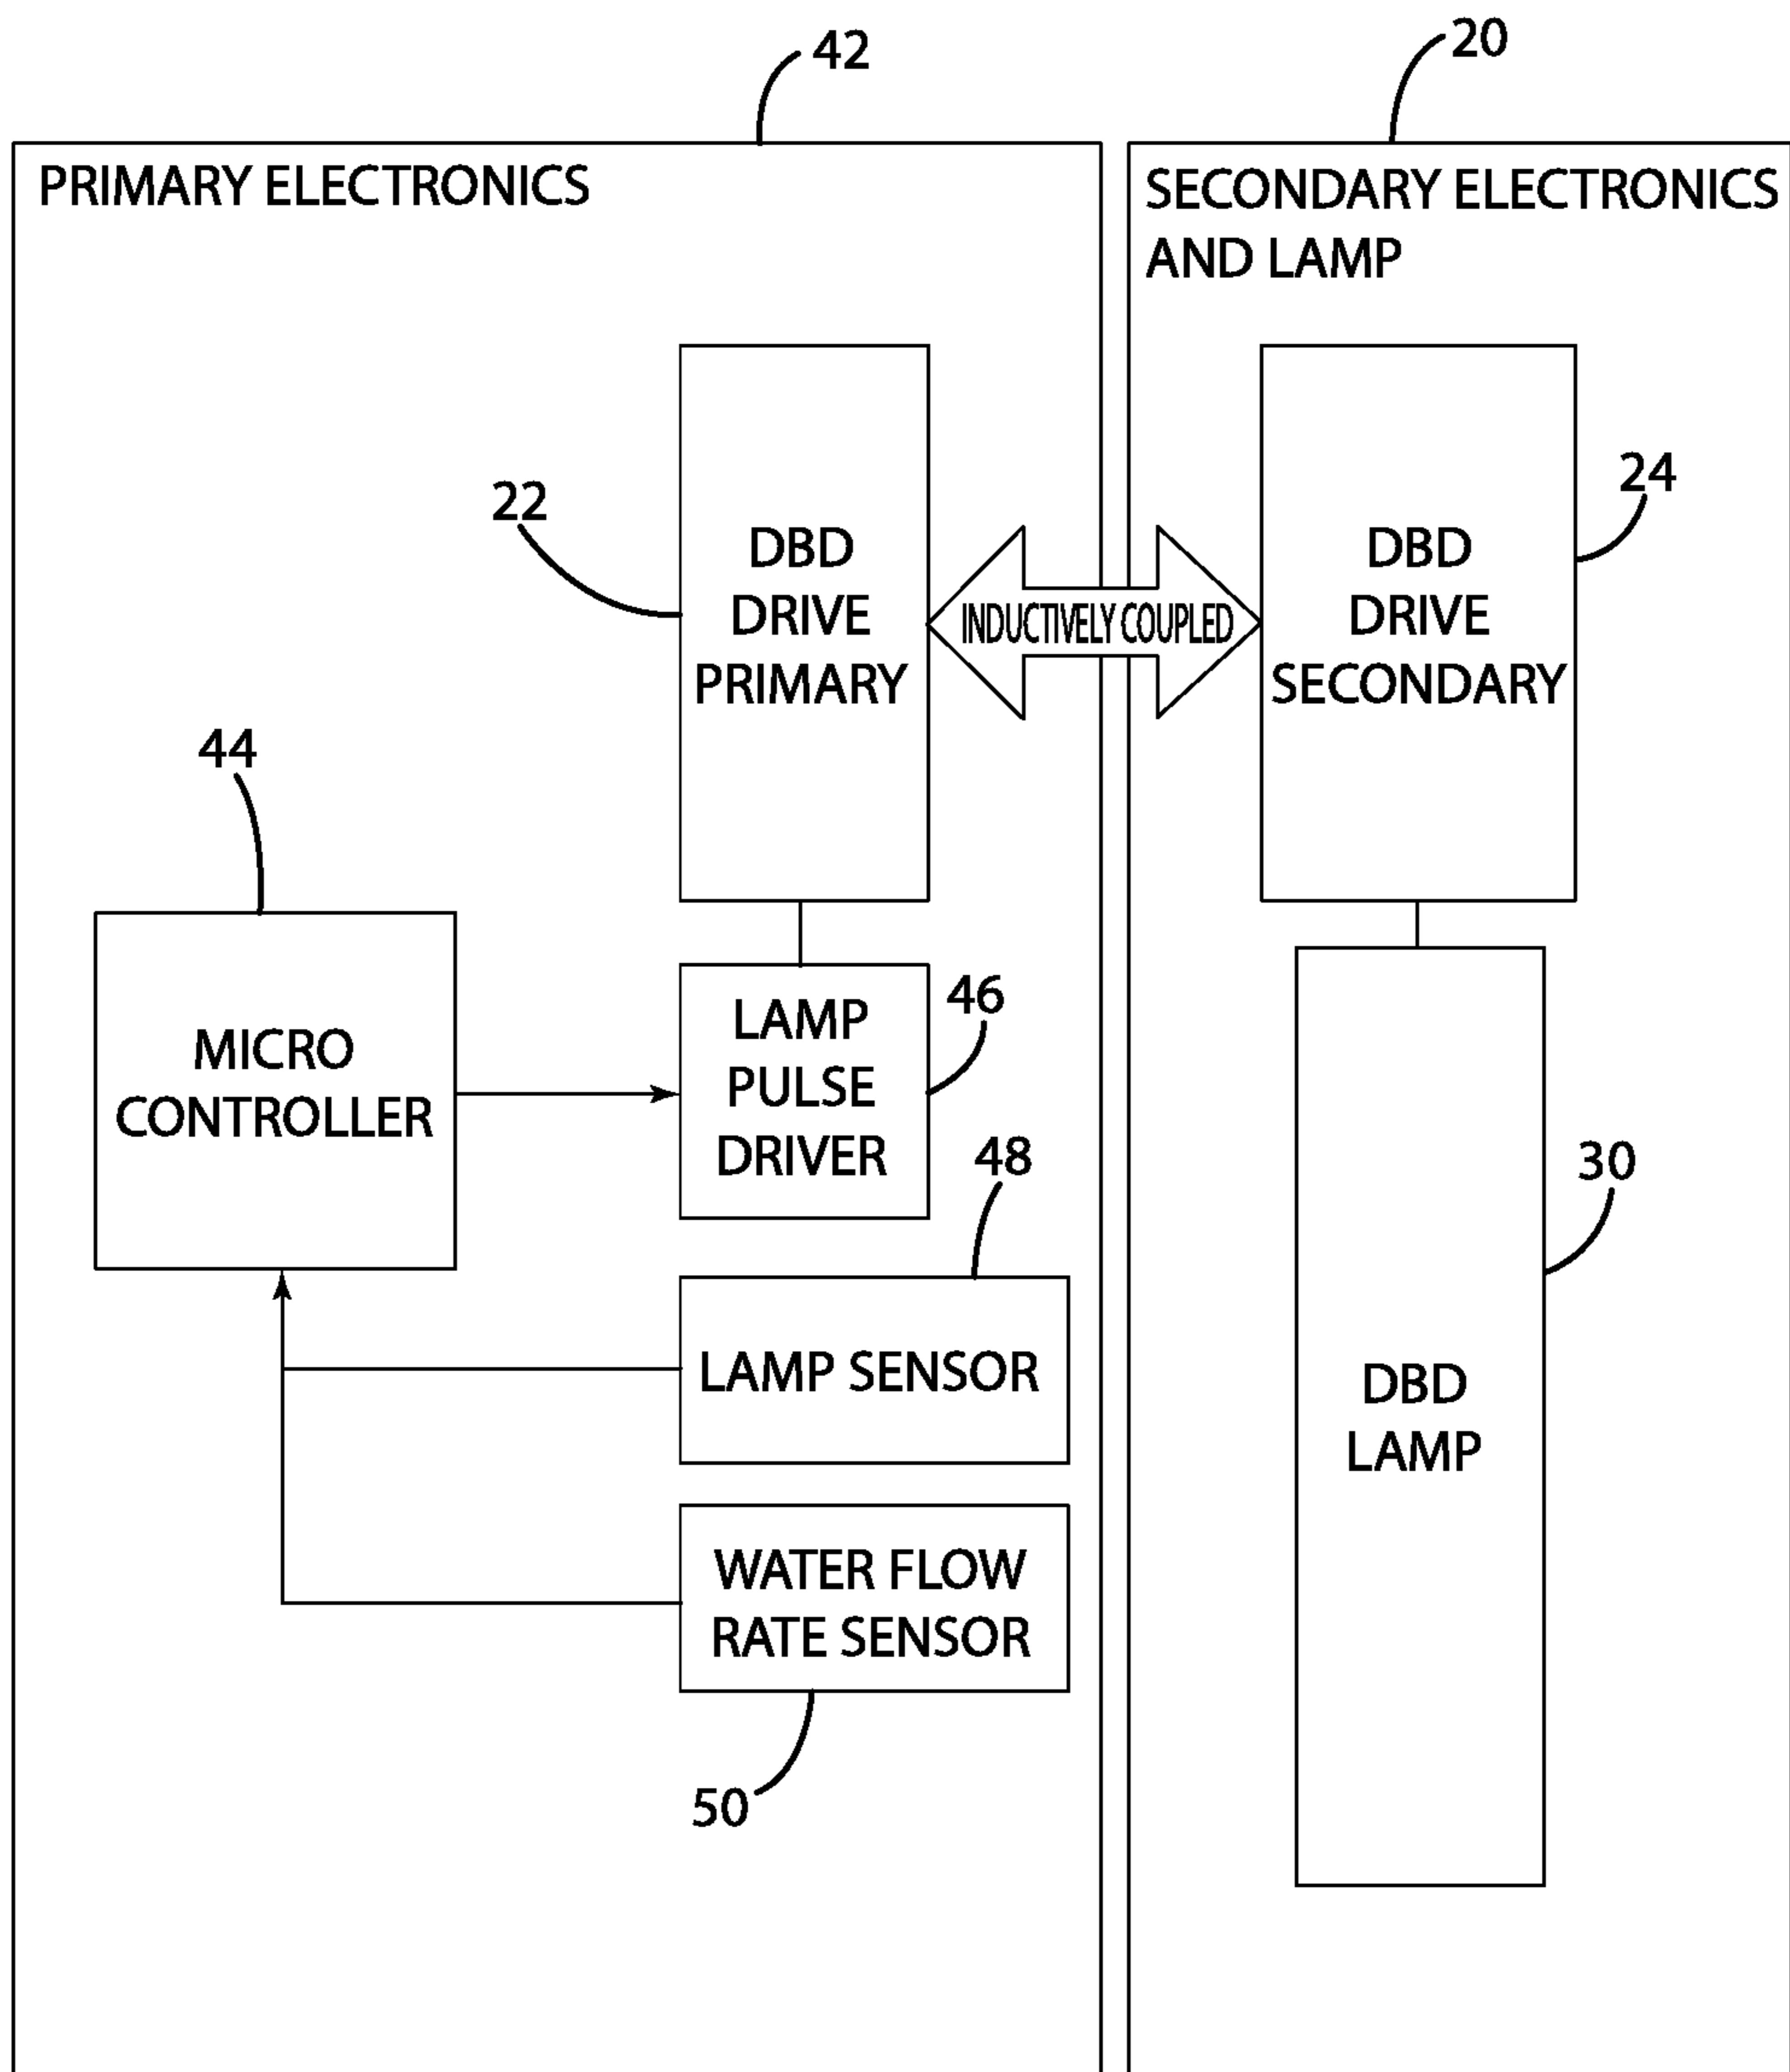 42
20
PRIMARY ELECTRONICS
SECONDARY ELECTRONICS
AND LAMP
22
DBD
DRIVE
PRIMARY
INDUCTIVELY COUPLED
DBD
DRIVE
SECONDARY
24
44
MICRO
CONTROLLER
LAMP
PULSE
DRIVER
46
48
LAMP SENSOR
WATER FLOW
RATE SENSOR
50
DBD
LAMP
30